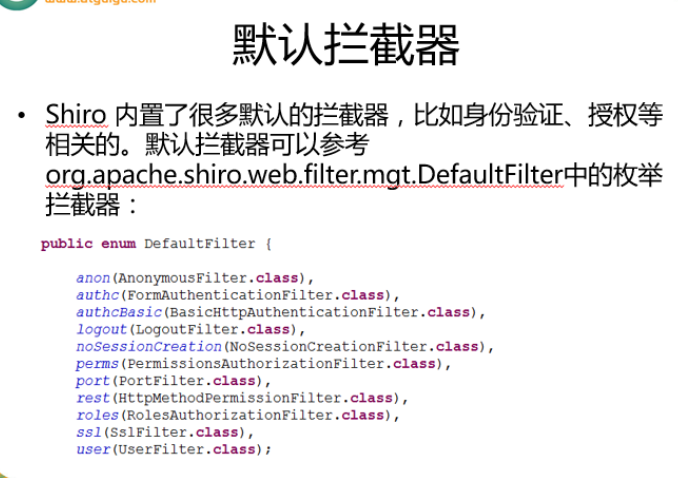 www.atguigu.com
默认拦截器
• Shiro 内置了很多默认的拦截器，比如身份验证、授权等
相关的。默认拦截器可以参考
org.apache.shiro.web.filter.mgt.DefaultFilter中的枚举
拦截器：
public enum DefaultFilter {
anon(AnonymousFilter.class),
authc(FormAuthenticationFilter.class),
authcBasic(BasicHttpAuthenticationFilter.class),
logout(LogoutFilter.class),
noSessionCreation(NoSessionCreationFilter.class),
perms(PermissionsAuthorizationFilter.class),
port(PortFilter.class),
rest(HttpMethodPermissionFilter.class),
roles(RolesAuthorizationFilter.class),
ssl(SslFilter.class),
user(UserFilter.class);